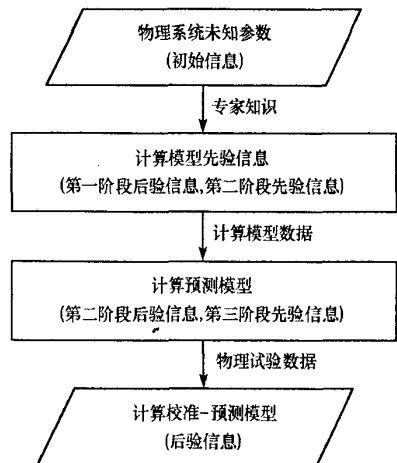 物理系统未知参数
(初始信息)
专家知识
计算模型先验信息
(第一阶段后验信息,第二阶段先验信息)
计算模型数据
计算预测模型
(第二阶段后验信息,第三阶段先验信息)
物理试验数据
计算校准-预测模型
(后验信息)